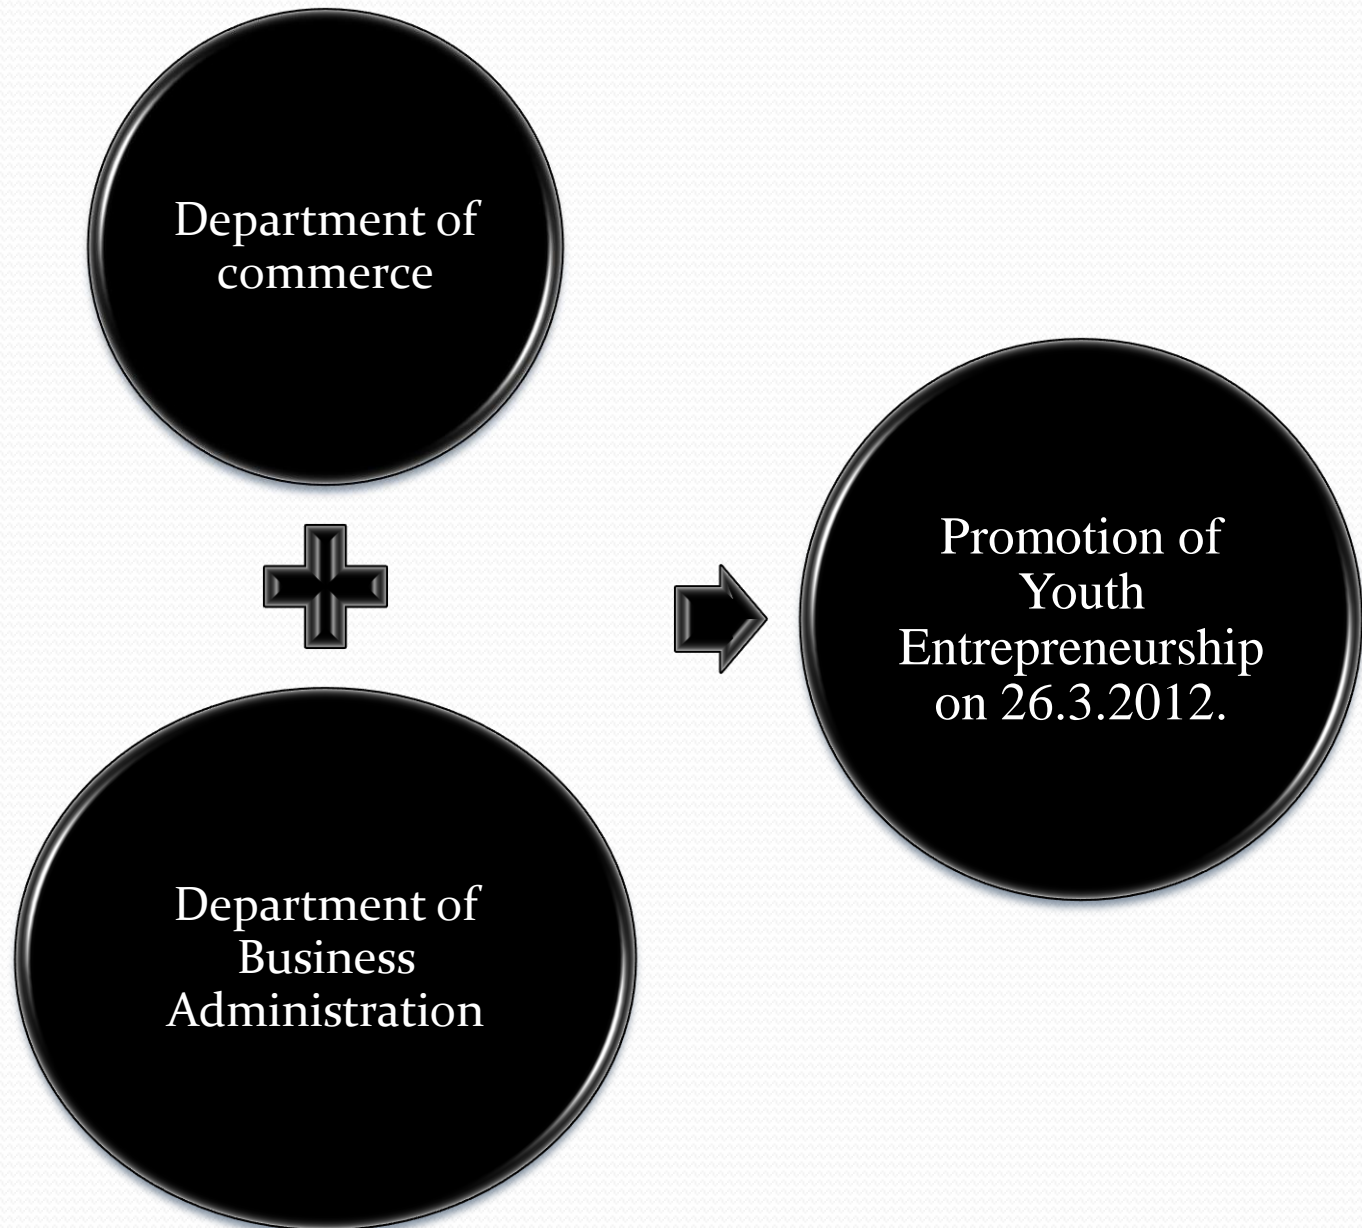 Department of
commerce
Department of
Business
Administration
Promotion of
Youth
Entrepreneurship
on 26.3.2012.